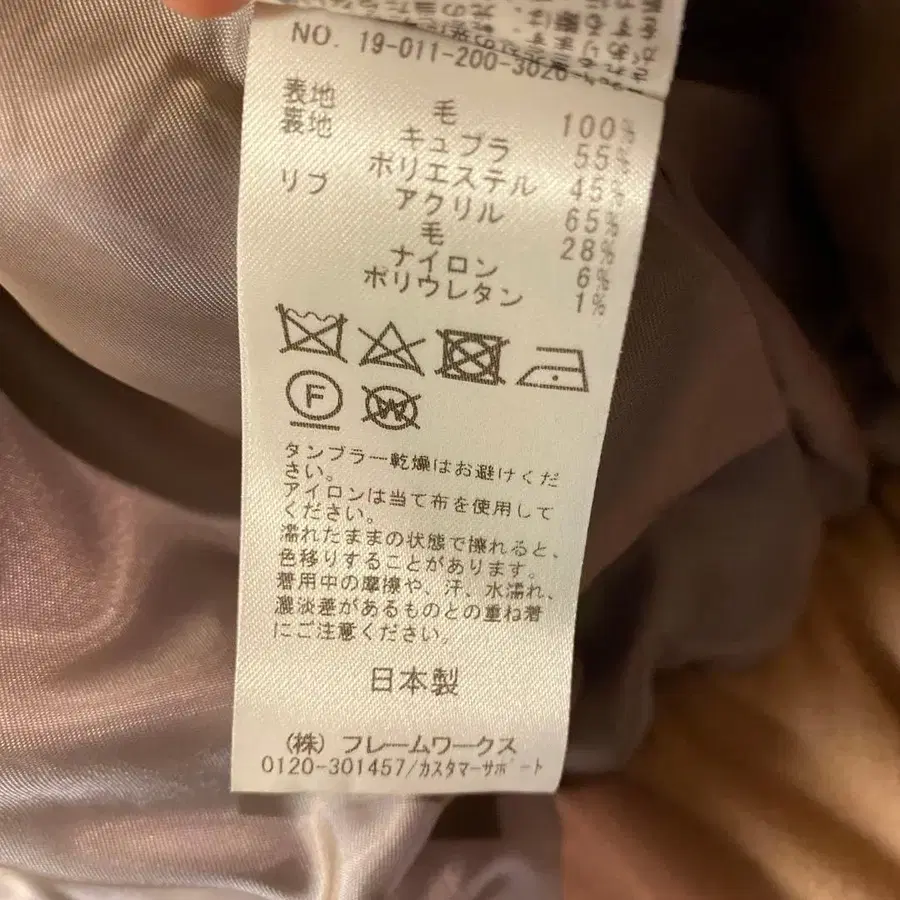 NO. 19-011-200-3026
表地 毛 100%
裏地 キュプラ 55%
ポリエステル 45%
リブ アクリル 65%
毛 28%
ナイロン 6%
ポリウレタン 1%
F
W
タンブラー乾燥はお避けくだ
さい。
アイロンは当て布を使用して
ください。
濡れたままの状態で擦れると、
色移りすることがあります。
着用中の摩擦や、汗、水濡れ、
濃淡差があるものとの重ね着
にご注意ください。
日本製
(株) フレームワークス
0120-301457/カスタマーサポート